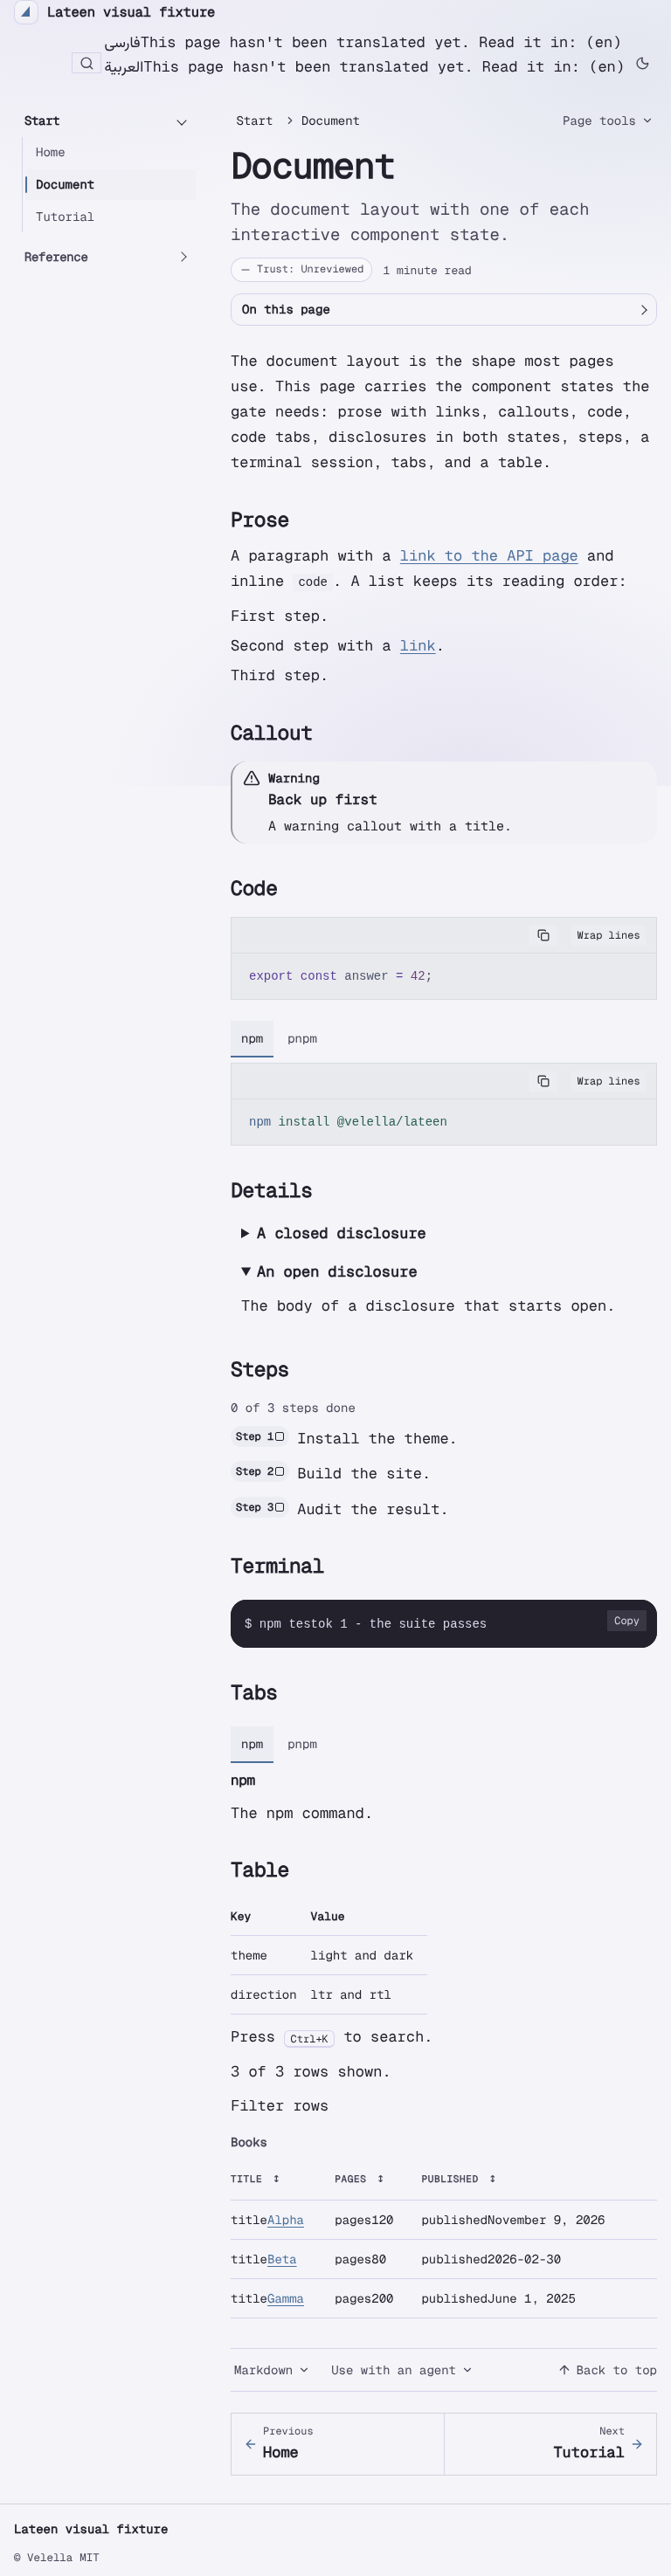 Lateen visual fixture
فارسیThis page hasn't been translated yet. Read it in: (en)
العربيةThis page hasn't been translated yet. Read it in: (en)
Start
Home
Document
Tutorial
Reference
Start > Document
Page tools
Document
The document layout with one of each
interactive component state.
— Trust: Unreviewed
1 minute read
On this page
The document layout is the shape most pages
use. This page carries the component states the
gate needs: prose with links, callouts, code,
code tabs, disclosures in both states, steps, a
terminal session, tabs, and a table.
Prose
A paragraph with a link to the API page and
inline code. A list keeps its reading order:
First step.
Second step with a link.
Third step.
Callout
Warning
Back up first
A warning callout with a title.
Code
Wrap lines
export const answer = 42;
npm pnpm
Wrap lines
npm install @velella/lateen
Details
A closed disclosure
An open disclosure
The body of a disclosure that starts open.
Steps
0 of 3 steps done
Step 1 Install the theme.
Step 2 Build the site.
Step 3 Audit the result.
Terminal
$ npm testok 1 - the suite passes
Copy
Tabs
npm pnpm
npm
The npm command.
Table
Key Value
theme light and dark
direction ltr and rtl
Press Ctrl+K to search.
3 of 3 rows shown.
Filter rows
Books
TITLE ↕ PAGES ↕ PUBLISHED ↕
titleAlpha pages120 publishedNovember 9, 2026
titleBeta pages80 published2026-02-30
titleGamma pages200 publishedJune 1, 2025
Markdown Use with an agent ↑ Back to top
Previous
← Home
Next
Tutorial →
Lateen visual fixture
© Velella MIT